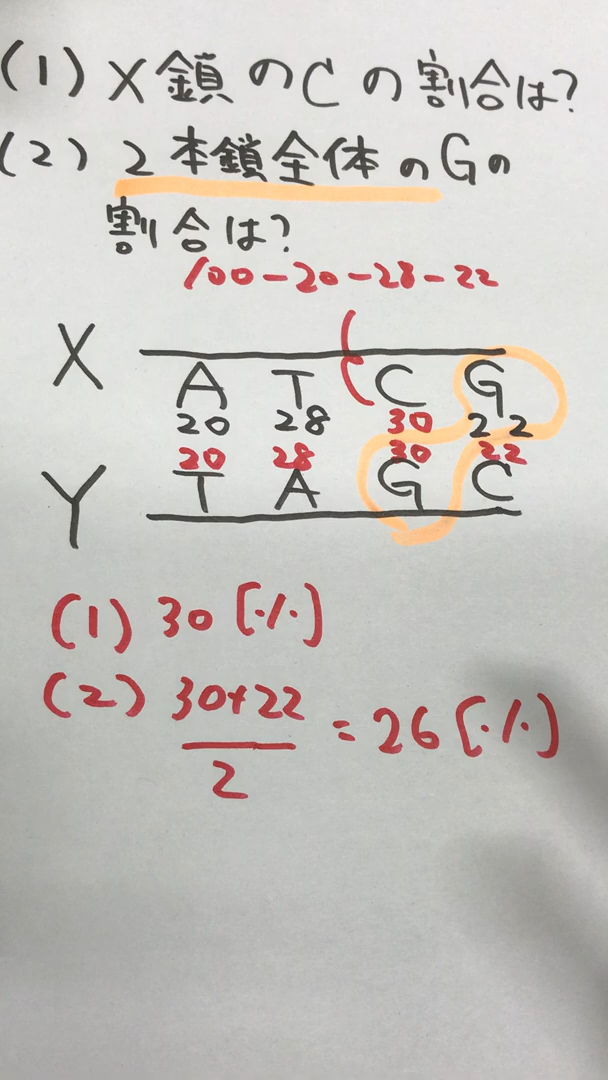 (1) X鎖のCの割合は?
(2) 2本鎖全体のGの
割合は?
100-20-28-22
X
A T C G
20 28 30 22
20 28 30 22
Y
T A G C
(1) 30[%]
(2) 30+22
2
=26[%]